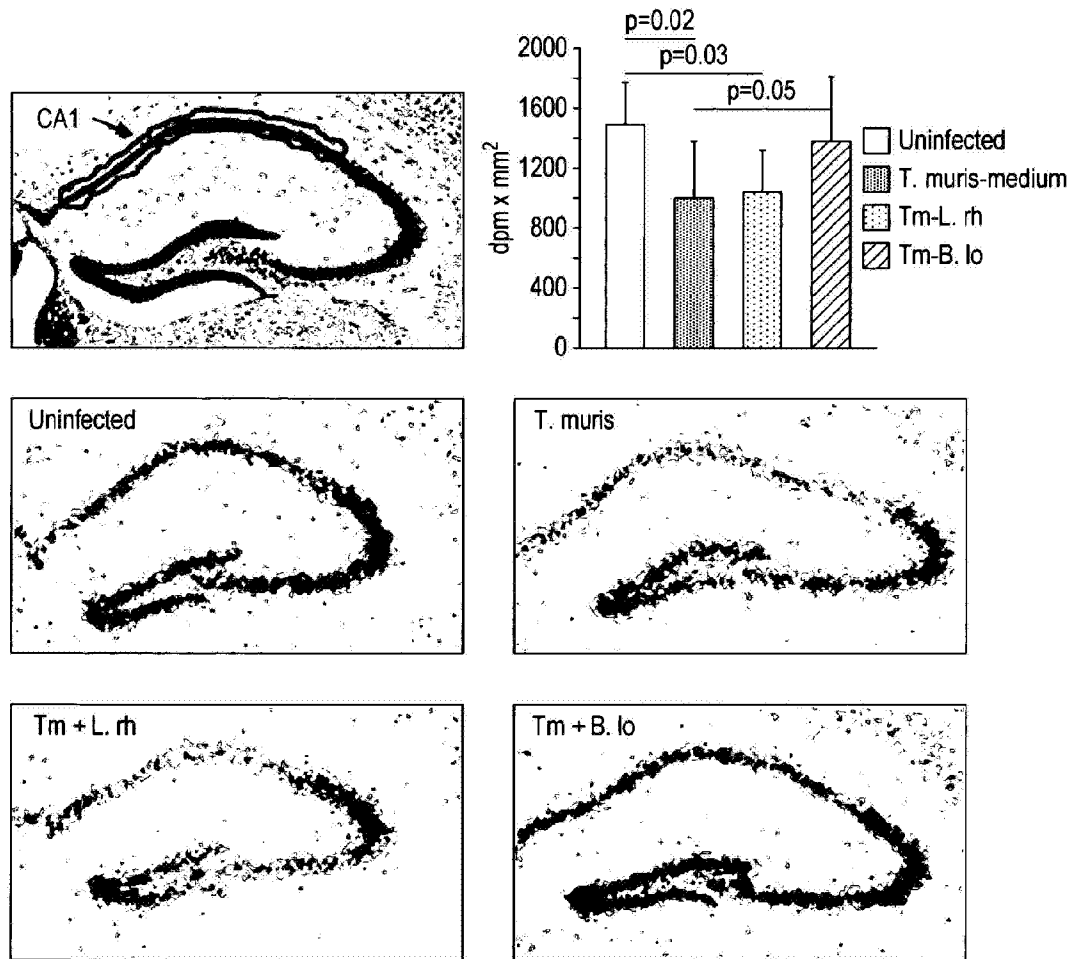 CA1
p=0.02
p=0.03
p=0.05
2000
1600
1200
800
400
0
dpm x mm²
Uninfected
T. muris-medium
Tm-L. rh
Tm-B. lo
Uninfected
T. muris
Tm + L. rh
Tm + B. lo